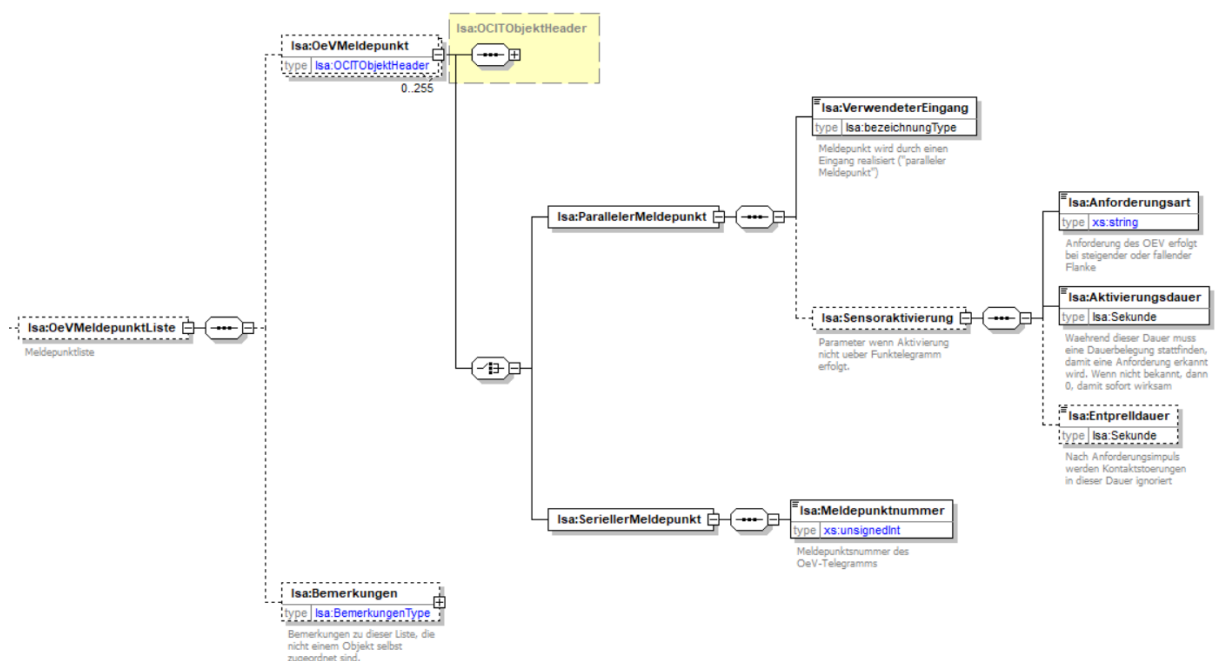 lsa:OCITObjektHeader
lsa:OeVMeldepunkt
type lsa:OCITObjektHeader
0..255
lsa:VerwendeterEingang
type lsa:bezeichnungType
Meldepunkt wird durch einen
Eingang realisiert ("paralleler
Meldepunkt")
lsa:ParallelerMeldepunkt
lsa:Anforderungsart
type xs:string
Anforderung des OEV erfolgt
bei steigender oder fallender
Flanke
lsa:OeVMeldepunktListe
Meldepunktliste
lsa:Sensoraktivierung
Parameter wenn Aktivierung
nicht ueber Funktelegramm
erfolgt.
lsa:Aktivierungsdauer
type lsa:Sekunde
Waehrend dieser Dauer muss
eine Dauerbelegung stattfinden,
damit eine Anforderung erkannt
wird. Wenn nicht bekannt, dann
0, damit sofort wirksam
lsa:Entprelldauer
type lsa:Sekunde
Nach Anforderungsimpuls
werden Kontaktstoerungen
in dieser Dauer ignoriert
lsa:SeriellerMeldepunkt
lsa:Meldepunktnummer
type xs:unsignedInt
Meldepunktsnummer des
OeV-Telegramms
lsa:Bemerkungen
type lsa:BemerkungenType
Bemerkungen zu dieser Liste, die
nicht einem Objekt selbst
zugeordnet sind.